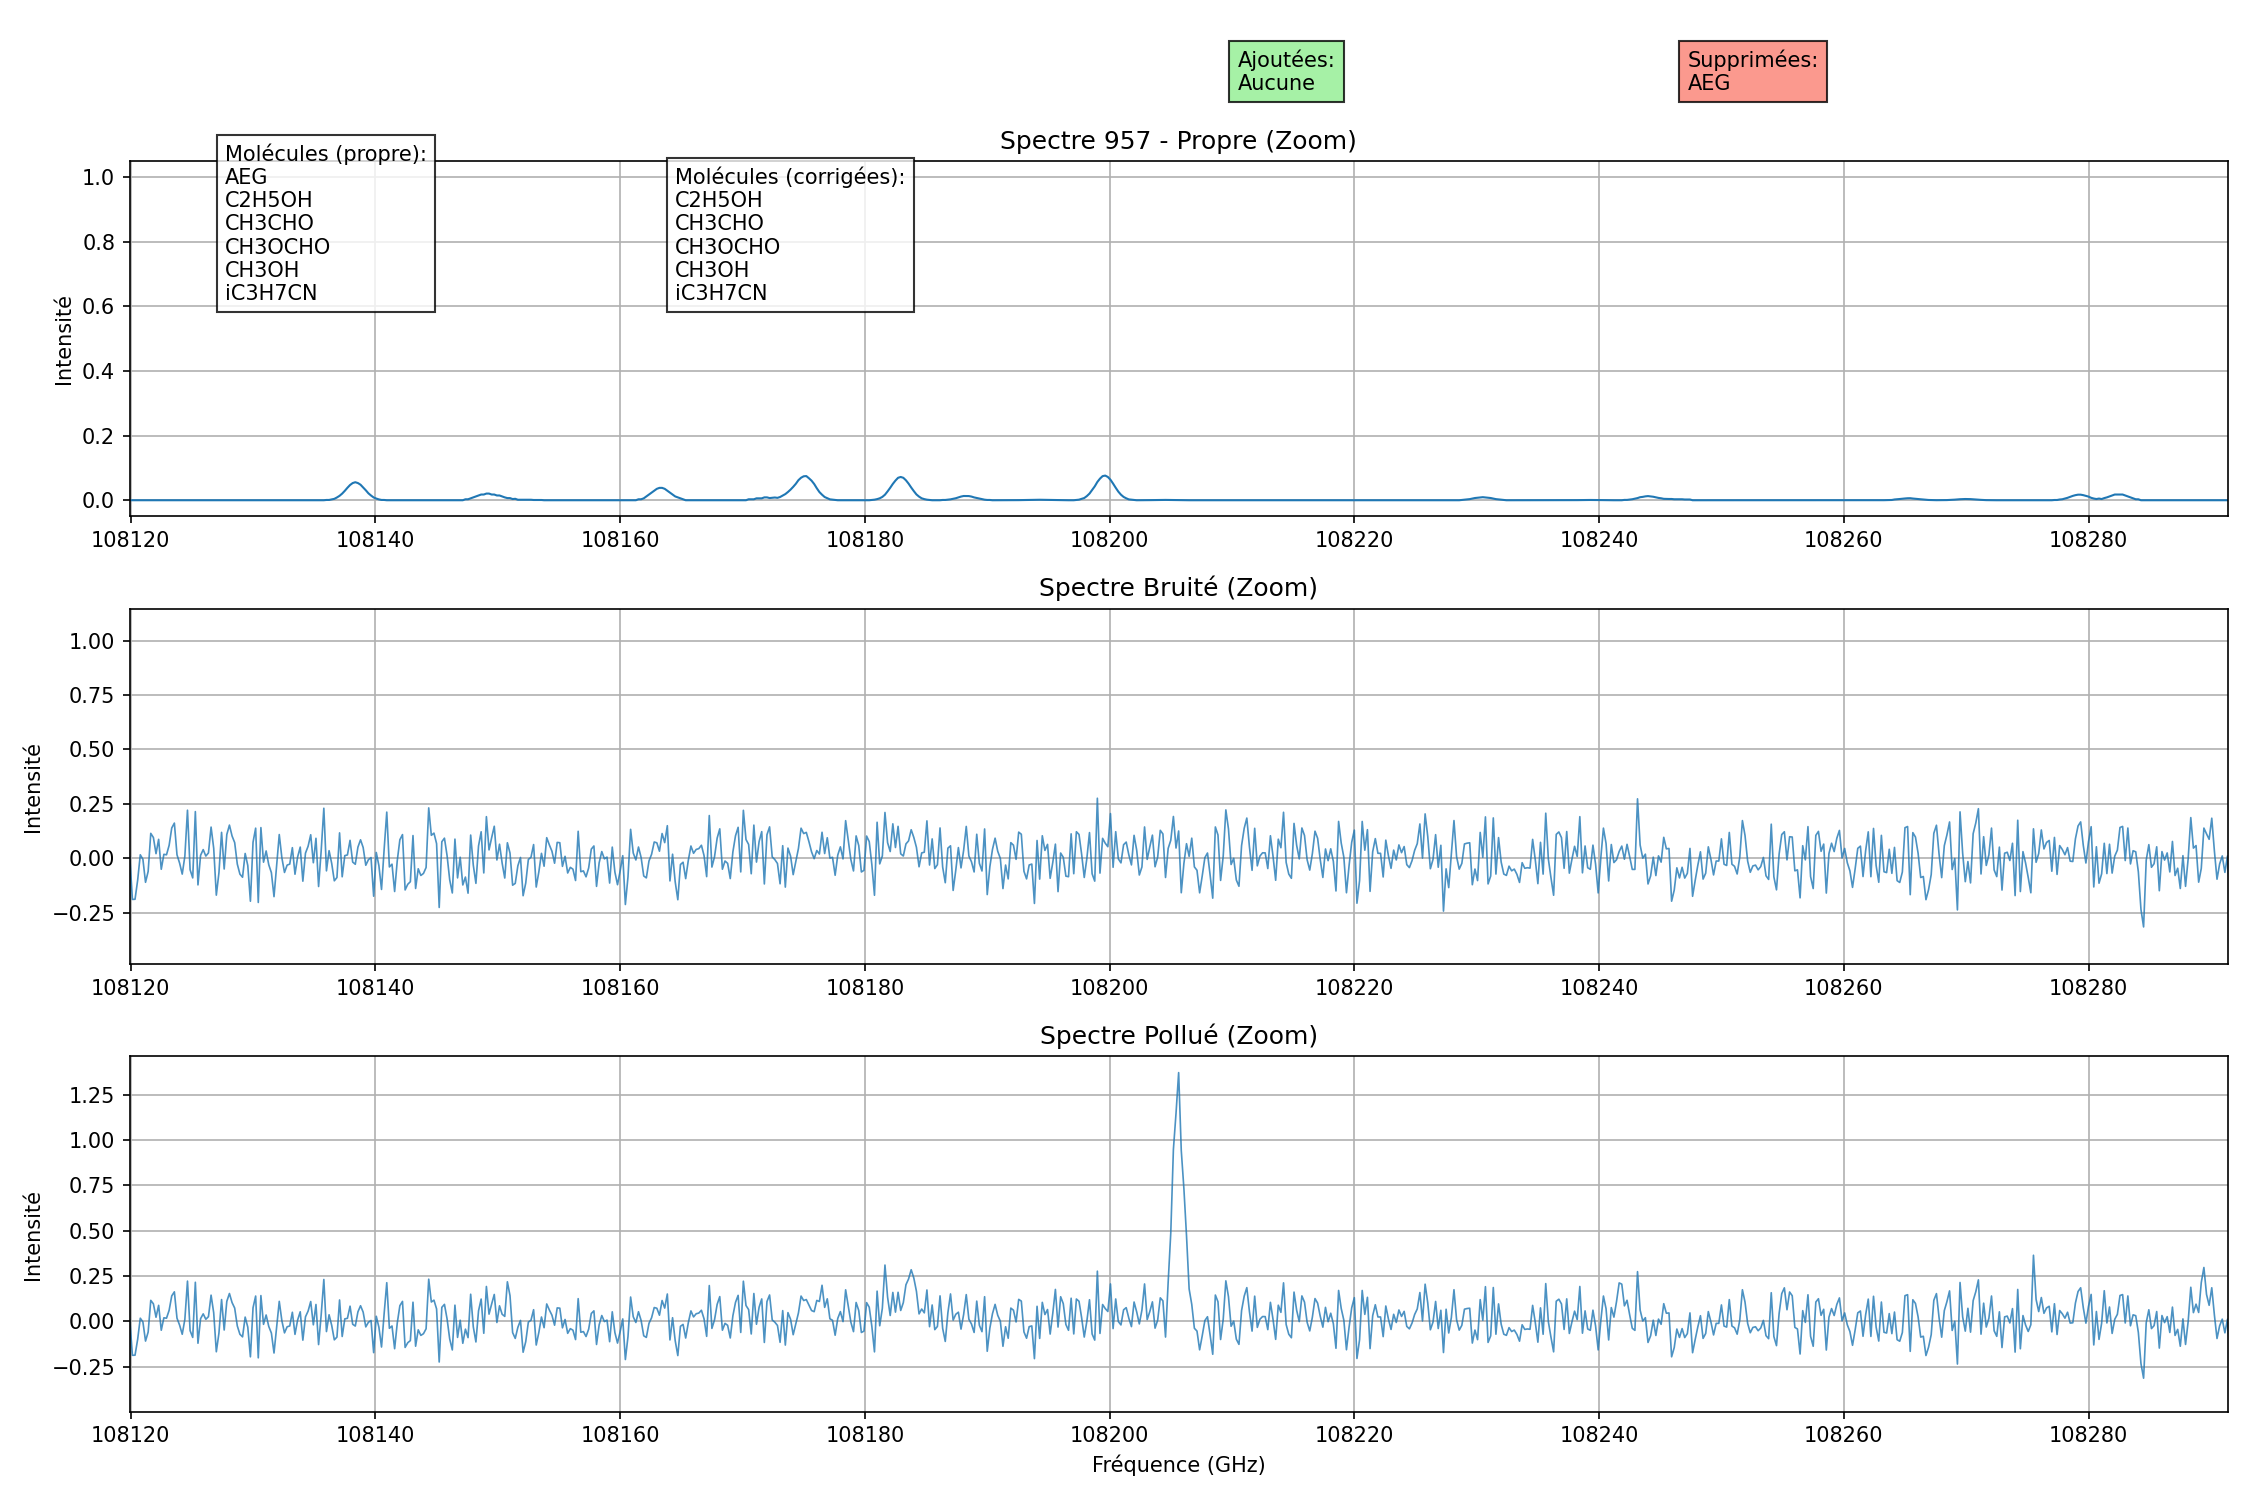 Ajoutées:
Aucune
Supprimées:
AEG
Spectre 957 - Propre (Zoom)
Molécules (propre):
AEG
C2H5OH
CH3CHO
CH3OCHO
CH3OH
iC3H7CN
Molécules (corrigées):
C2H5OH
CH3CHO
CH3OCHO
CH3OH
iC3H7CN
Intensité
1.0
0.8
0.6
0.4
0.2
0.0
108120 108140 108160 108180 108200 108220 108240 108260 108280
Spectre Bruité (Zoom)
Intensité
1.00
0.75
0.50
0.25
0.00
−0.25
108120 108140 108160 108180 108200 108220 108240 108260 108280
Spectre Pollué (Zoom)
Intensité
1.25
1.00
0.75
0.50
0.25
0.00
−0.25
108120 108140 108160 108180 108200 108220 108240 108260 108280
Fréquence (GHz)